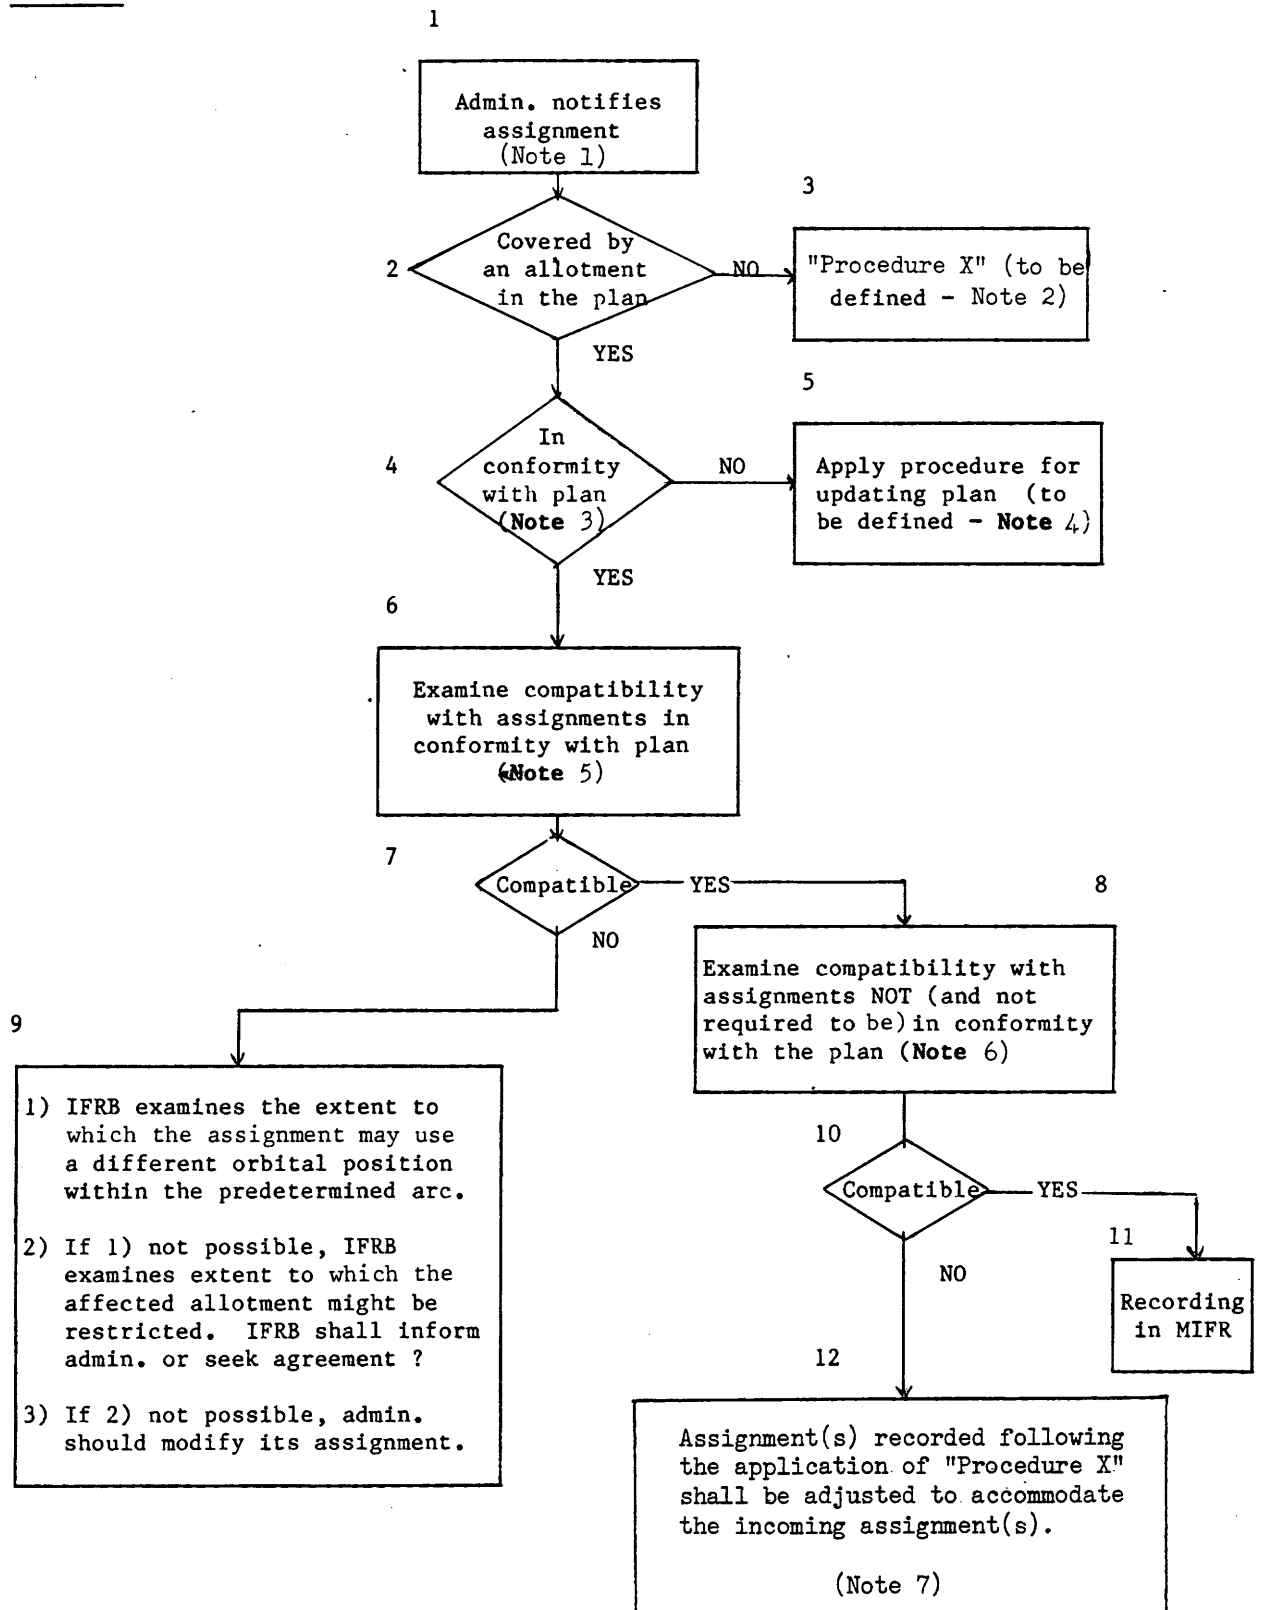 1
Admin. notifies
assignment
(Note 1)
2
Covered by
an allotment
in the plan
NO
3
"Procedure X" (to be
defined - Note 2)
YES
4
In
conformity
with plan
(Note 3)
NO
5
Apply procedure for
updating plan (to
be defined - Note 4)
YES
6
Examine compatibility
with assignments in
conformity with plan
(Note 5)
7
Compatible
YES
NO
8
Examine compatibility with
assignments NOT (and not
required to be) in conformity
with the plan (Note 6)
9
1) IFRB examines the extent to
which the assignment may use
a different orbital position
within the predetermined arc.
2) If 1) not possible, IFRB
examines extent to which the
affected allotment might be
restricted. IFRB shall inform
admin. or seek agreement ?
3) If 2) not possible, admin.
should modify its assignment.
10
Compatible
YES
NO
11
Recording
in MIFR
12
Assignment(s) recorded following
the application of "Procedure X"
shall be adjusted to accommodate
the incoming assignment(s).
(Note 7)